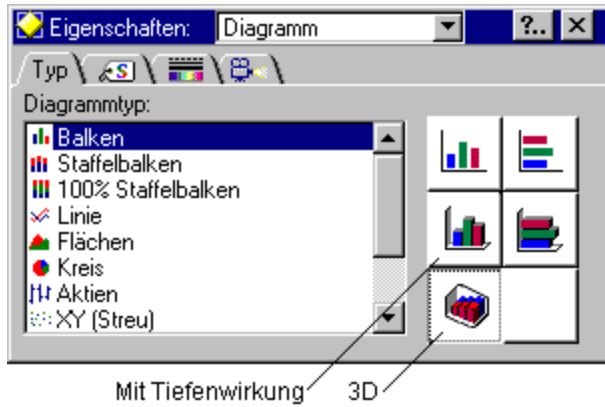 Eigenschaften: Diagramm ?..
Typ S
Diagrammtyp:
Balken
Staffelbalken
100% Staffelbalken
Linie
Flächen
Kreis
Aktien
XY (Streu)
Mit Tiefenwirkung 3D